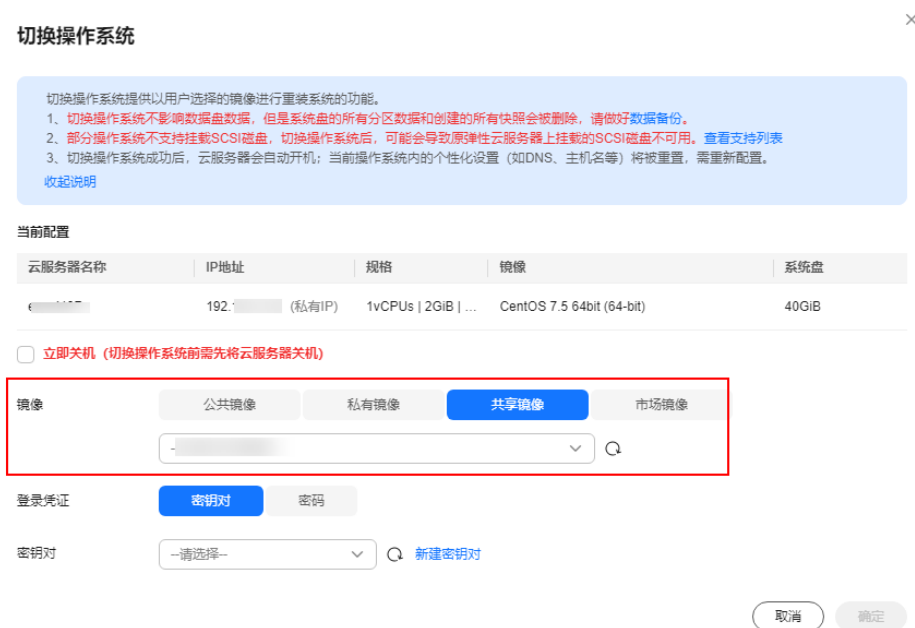 切换操作系统
切换操作系统提供以用户选择的镜像进行重装系统的功能。
1、切换操作系统不影响数据盘数据，但是系统盘的所有分区数据和创建的所有快照会被删除，请做好数据备份。
2、部分操作系统不支持挂载SCSI磁盘，切换操作系统后，可能会导致原弹性云服务器上挂载的SCSI磁盘不可用。查看支持列表
3、切换操作系统成功后，云服务器会自动开机；当前操作系统内的个性化设置（如DNS、主机名等）将被重置，需重新配置。
收起说明
当前配置
云服务器名称 IP地址 规格 镜像 系统盘
192. (私有IP) 1vCPUs | 2GiB | ... CentOS 7.5 64bit (64-bit) 40GiB
立即关机（切换操作系统前需先将云服务器关机）
镜像 公共镜像 私有镜像 共享镜像 市场镜像
登录凭证 密钥对 密码
密钥对 --请选择-- 新建密钥对
取消 确定